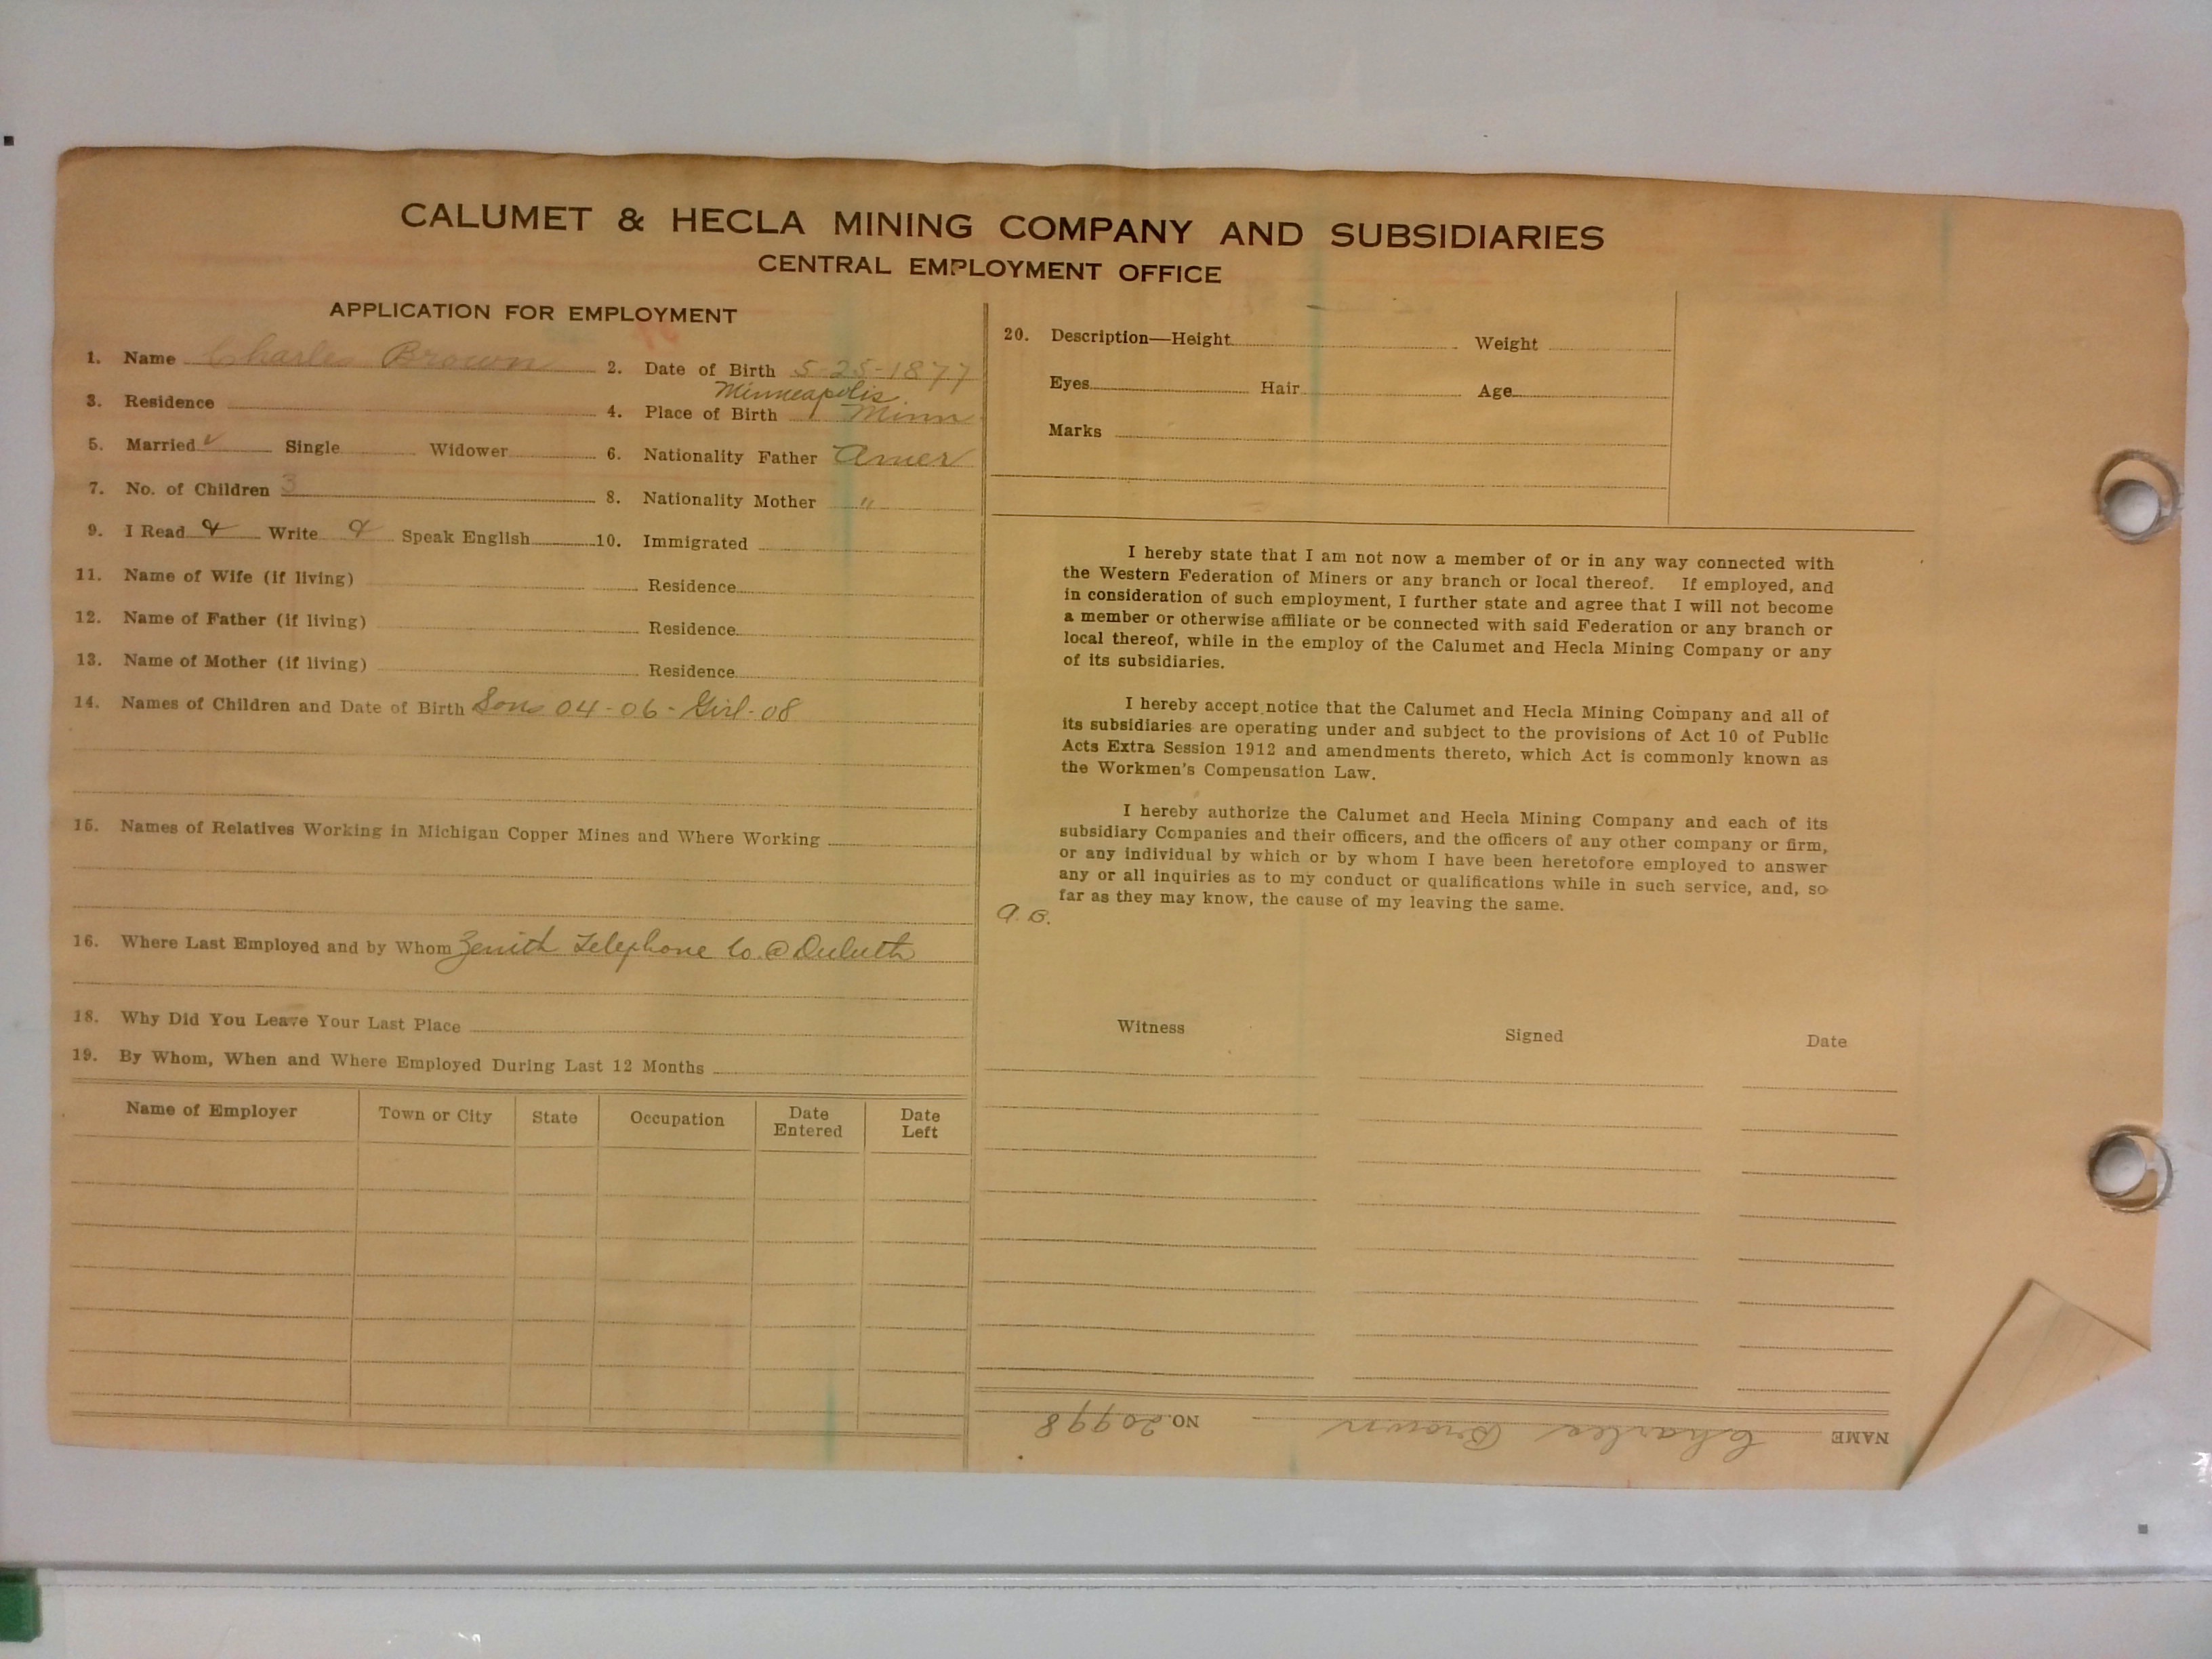 CALUMET & HECLA MINING COMPANY AND SUBSIDIARIES
CENTRAL EMPLOYMENT OFFICE
APPLICATION FOR EMPLOYMENT
1. Name Charles Brown 2. Date of Birth 5-25-1877
Minneapolis
3. Residence 4. Place of Birth Minn
5. Married ✓ Single Widower 6. Nationality Father Amer
7. No. of Children 3 8. Nationality Mother "
9. I Read & Write & Speak English 10. Immigrated
11. Name of Wife (if living) Residence
12. Name of Father (if living) Residence
13. Name of Mother (if living) Residence
14. Names of Children and Date of Birth Sons 04-06-Girl-08
15. Names of Relatives Working in Michigan Copper Mines and Where Working
16. Where Last Employed and by Whom Zenith Telephone Co. @ Duluth
18. Why Did You Leave Your Last Place
19. By Whom, When and Where Employed During Last 12 Months
Name of Employer Town or City State Occupation Date Entered Date Left
20. Description—Height Weight
Eyes Hair Age
Marks
I hereby state that I am not now a member of or in any way connected with
the Western Federation of Miners or any branch or local thereof. If employed, and
in consideration of such employment, I further state and agree that I will not become
a member or otherwise affiliate or be connected with said Federation or any branch or
local thereof, while in the employ of the Calumet and Hecla Mining Company or any
of its subsidiaries.
I hereby accept notice that the Calumet and Hecla Mining Company and all of
its subsidiaries are operating under and subject to the provisions of Act 10 of Public
Acts Extra Session 1912 and amendments thereto, which Act is commonly known as
the Workmen's Compensation Law.
I hereby authorize the Calumet and Hecla Mining Company and each of its
subsidiary Companies and their officers, and the officers of any other company or firm,
or any individual by which or by whom I have been heretofore employed to answer
any or all inquiries as to my conduct or qualifications while in such service, and, so
far as they may know, the cause of my leaving the same.
a. B.
Witness Signed Date
NAME Charles Brown NO. 20998